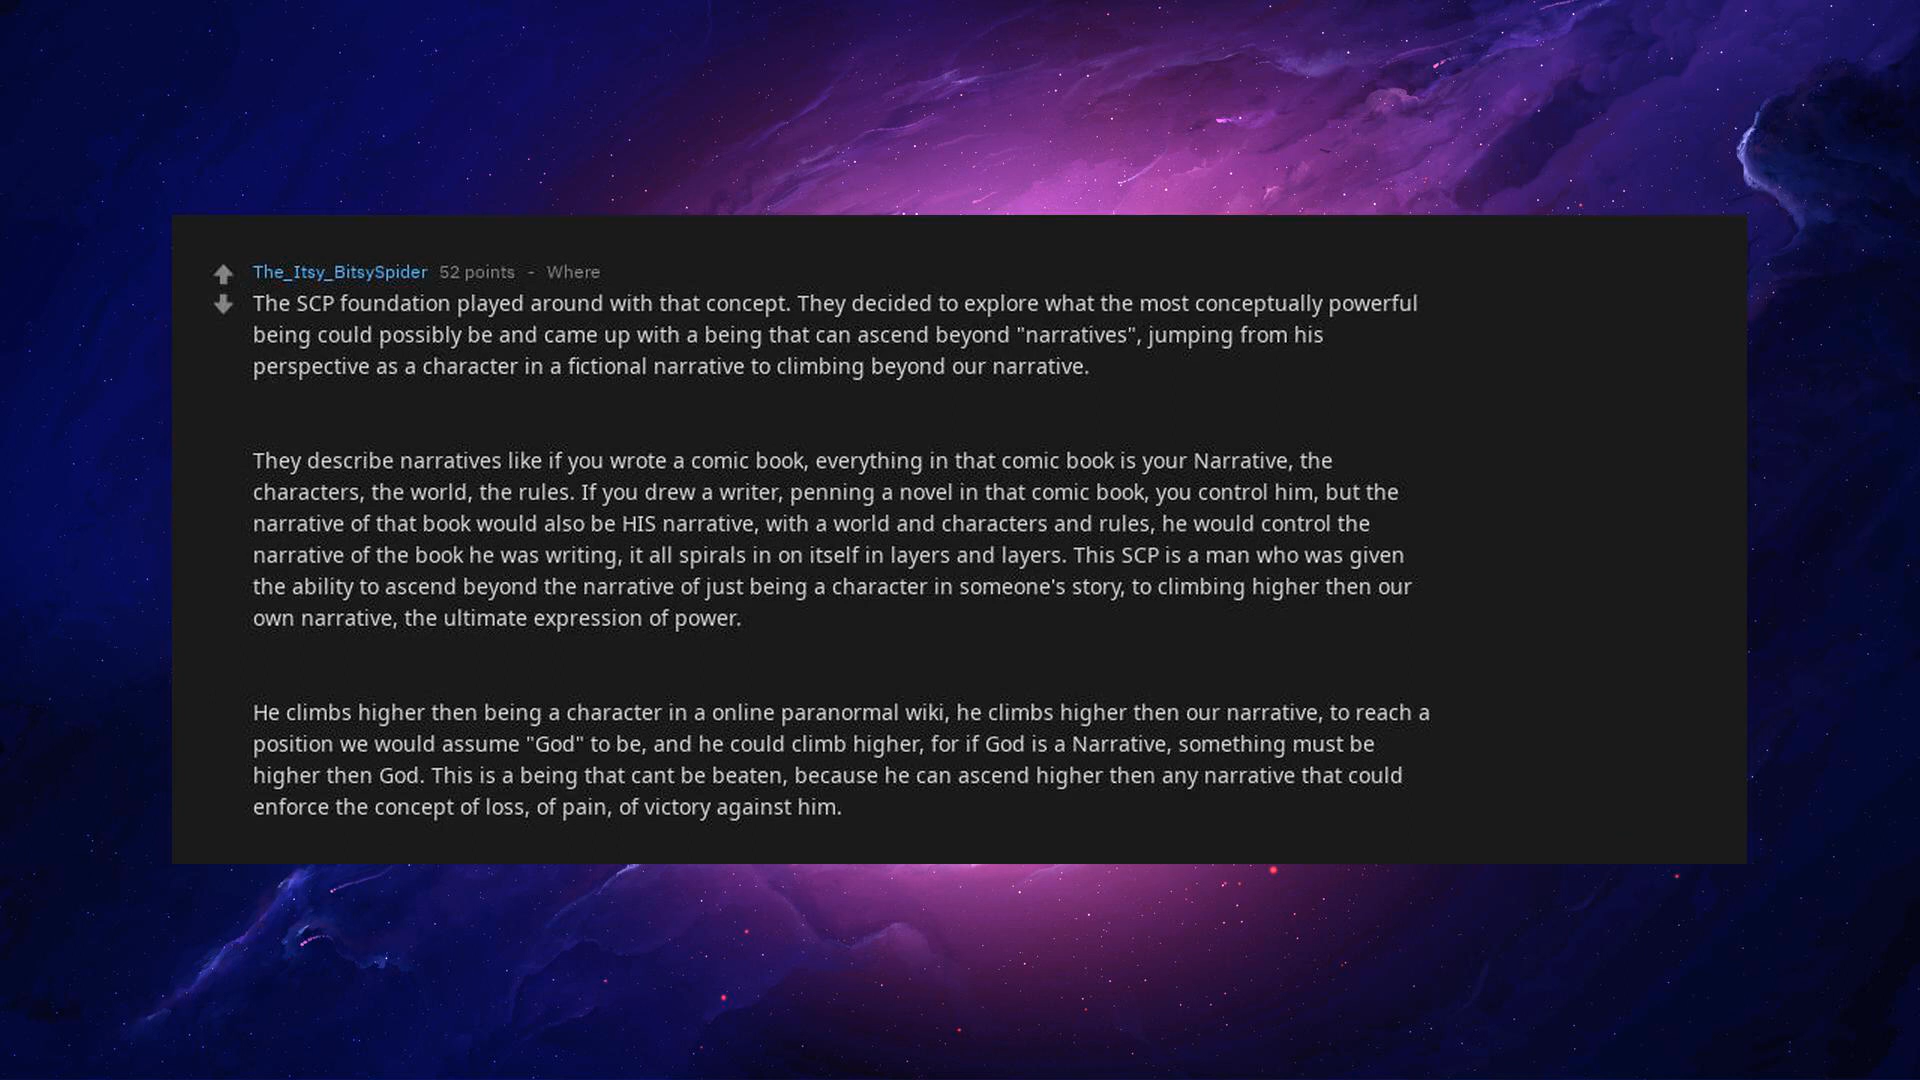 The_Itsy_BitsySpider 52 points - Where
The SCP foundation played around with that concept. They decided to explore what the most conceptually powerful
being could possibly be and came up with a being that can ascend beyond "narratives", jumping from his
perspective as a character in a fictional narrative to climbing beyond our narrative.
They describe narratives like if you wrote a comic book, everything in that comic book is your Narrative, the
characters, the world, the rules. If you drew a writer, penning a novel in that comic book, you control him, but the
narrative of that book would also be HIS narrative, with a world and characters and rules, he would control the
narrative of the book he was writing, it all spirals in on itself in layers and layers. This SCP is a man who was given
the ability to ascend beyond the narrative of just being a character in someone's story, to climbing higher then our
own narrative, the ultimate expression of power.
He climbs higher then being a character in a online paranormal wiki, he climbs higher then our narrative, to reach a
position we would assume "God" to be, and he could climb higher, for if God is a Narrative, something must be
higher then God. This is a being that cant be beaten, because he can ascend higher then any narrative that could
enforce the concept of loss, of pain, of victory against him.